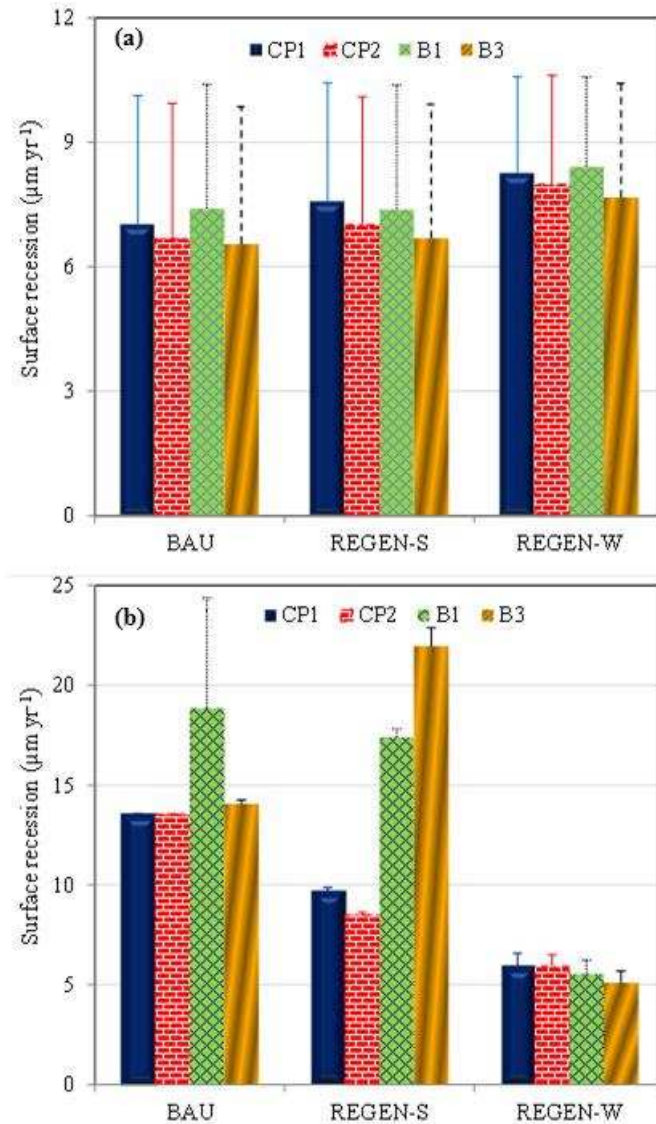 (a)
CP1 CP2 B1 B3
12
9
6
3
0
Surface recession (µm yr⁻¹)
BAU REGEN-S REGEN-W
(b)
CP1 CP2 B1 B3
25
20
15
10
5
0
Surface recession (µm yr⁻¹)
BAU REGEN-S REGEN-W